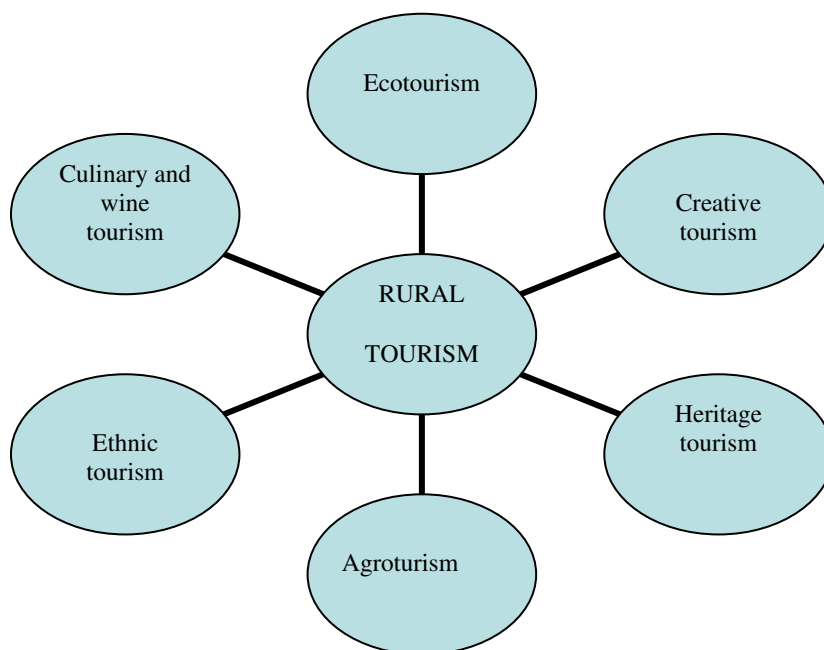 Ecotourism
Culinary and
wine
tourism
Creative
tourism
RURAL
TOURISM
Ethnic
tourism
Heritage
tourism
Agroturism